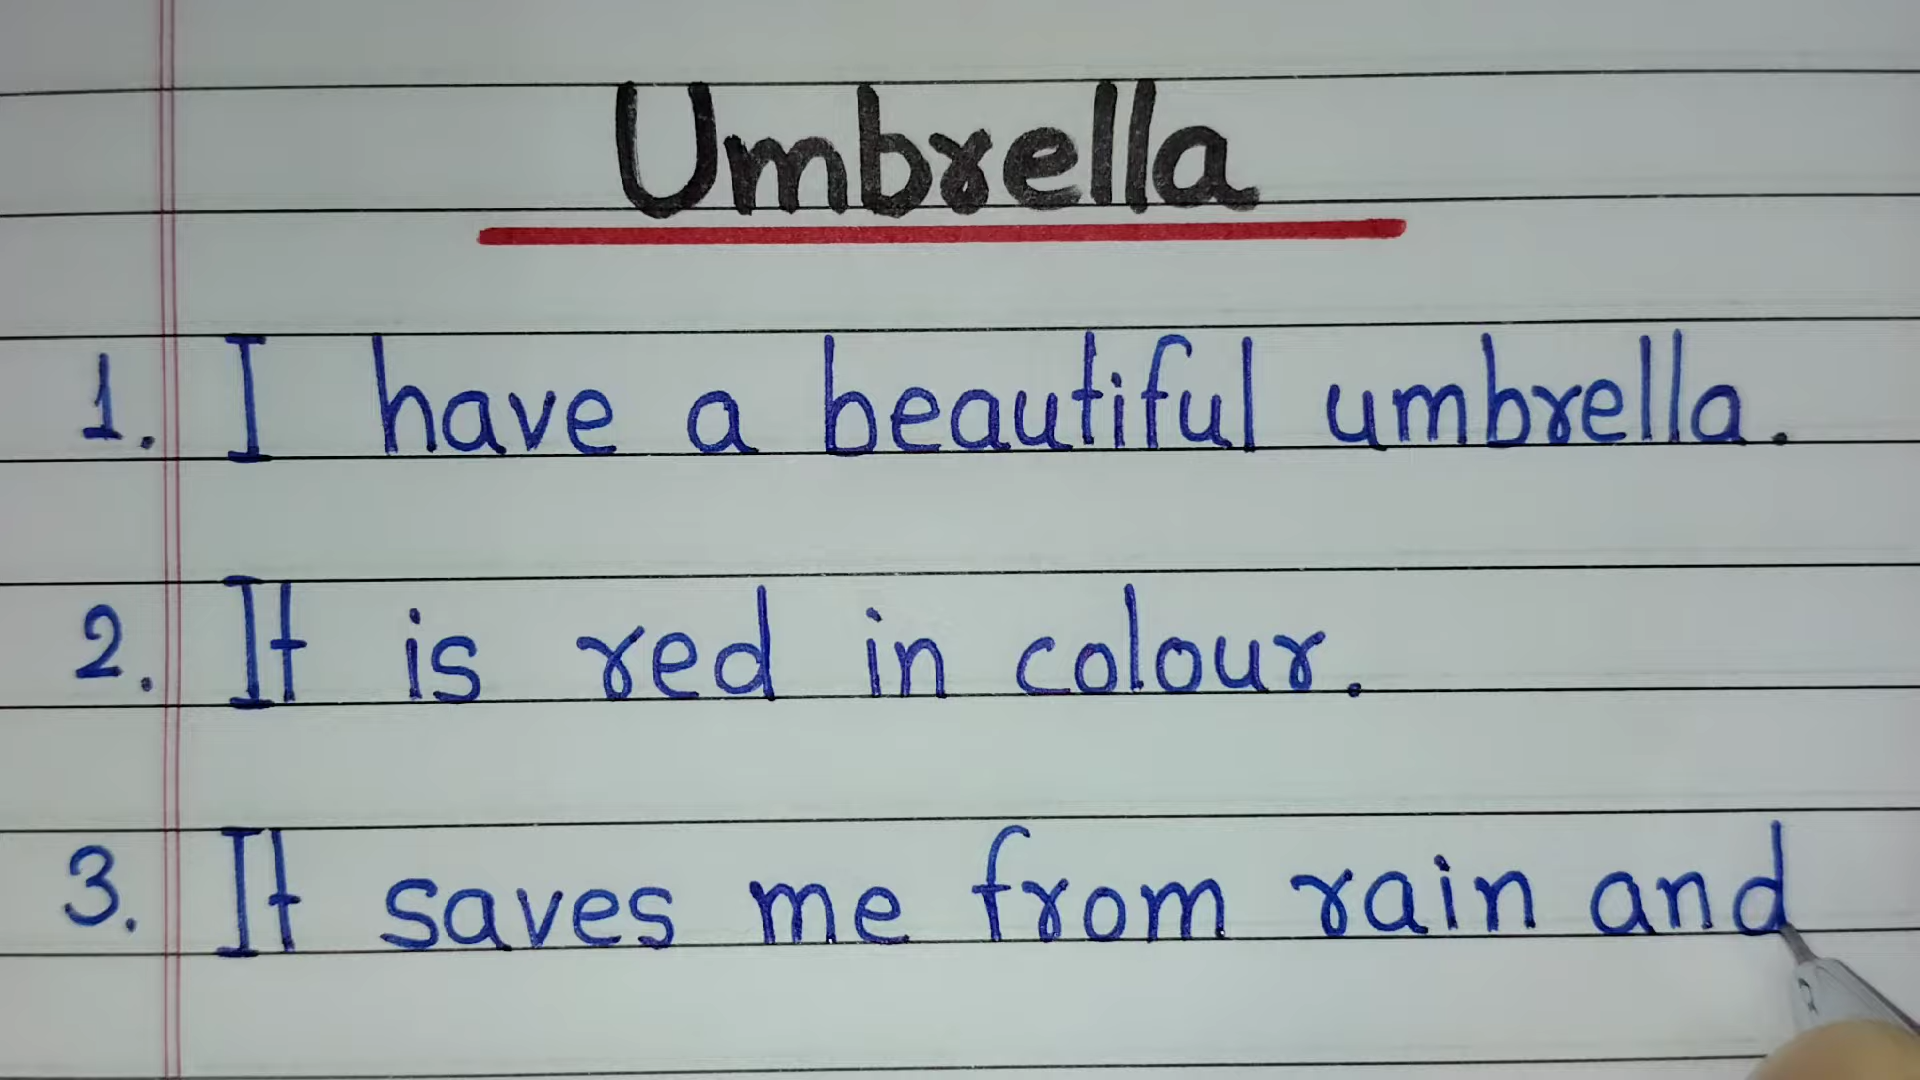 Umbrella
1. I have a beautiful umbrella.
2. It is red in colour.
3. It saves me from rain and